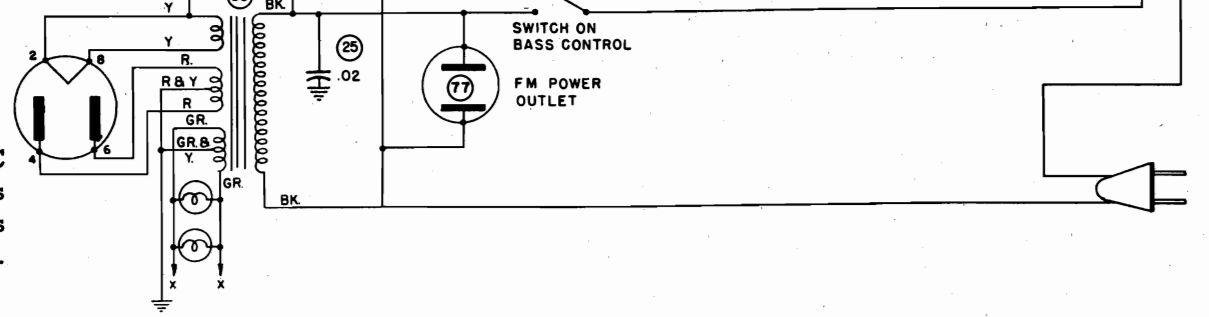 Y
BK.
SWITCH ON
BASS CONTROL
25
.02
Y
2
8
R.
R & Y
R
77
FM POWER
OUTLET
GR.
GR.&
Y.
4
6
GR.
BK.
S
S
X
X